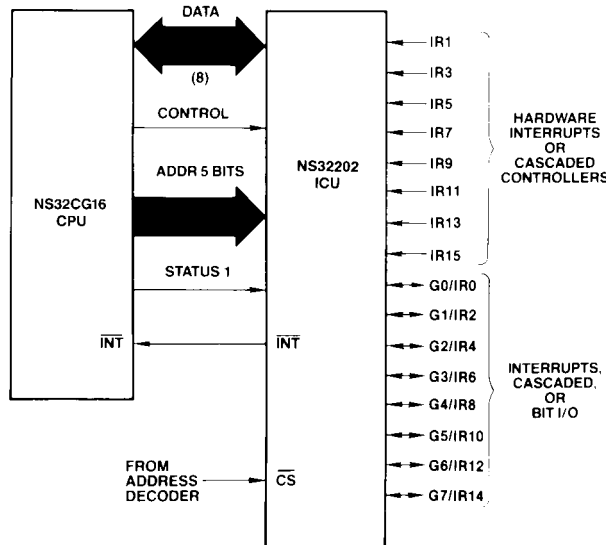 DATA
(8)
CONTROL
ADDR 5 BITS
NS32CG16
CPU
STATUS 1
INT
NS32202
ICU
INT
FROM
ADDRESS
DECODER
CS
IR1
IR3
IR5
IR7
IR9
IR11
IR13
IR15
HARDWARE
INTERRUPTS
OR
CASCADED
CONTROLLERS
G0/IR0
G1/IR2
G2/IR4
G3/IR6
G4/IR8
G5/IR10
G6/IR12
G7/IR14
INTERRUPTS,
CASCADED,
OR
BIT I/O